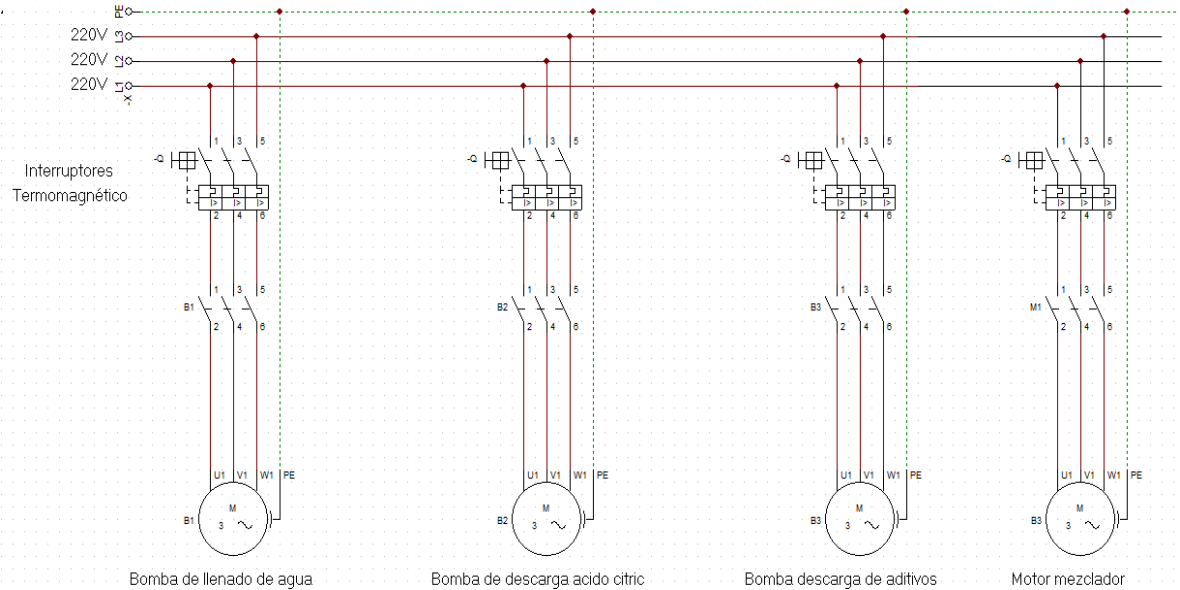 PE
220V L3
220V L2
220V L1
-X
1 3 5
1 3 5
1 3 5
1 3 5
-Q
-Q
-Q
-Q
Interruptores
Termomagnético
I> I> I>
I> I> I>
I> I> I>
I> I> I>
2 4 6
2 4 6
2 4 6
2 4 6
1 3 5
1 3 5
1 3 5
1 3 5
B1
B2
B3
M1
2 4 6
2 4 6
2 4 6
2 4 6
U1 V1 W1 PE
U1 V1 W1 PE
U1 V1 W1 PE
U1 V1 W1 PE
M
M
M
M
B1 3
B2 3
B3 3
B3 3
Bomba de llenado de agua
Bomba de descarga acido citric
Bomba descarga de aditivos
Motor mezclador